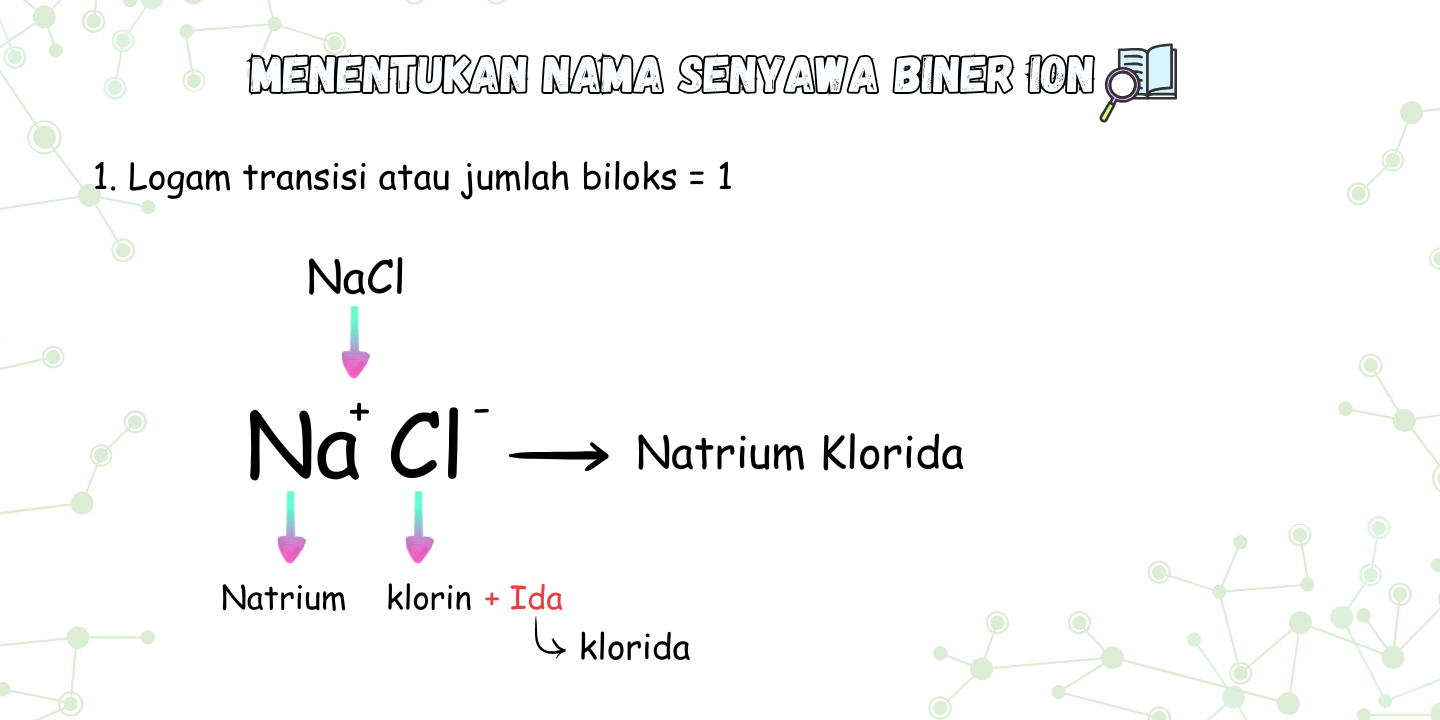 MENENTUKAN NAMA SENYAWA BINER ION
1. Logam transisi atau jumlah biloks = 1
NaCl
Na⁺ Cl⁻ → Natrium Klorida
Natrium klorin + Ida
klorida